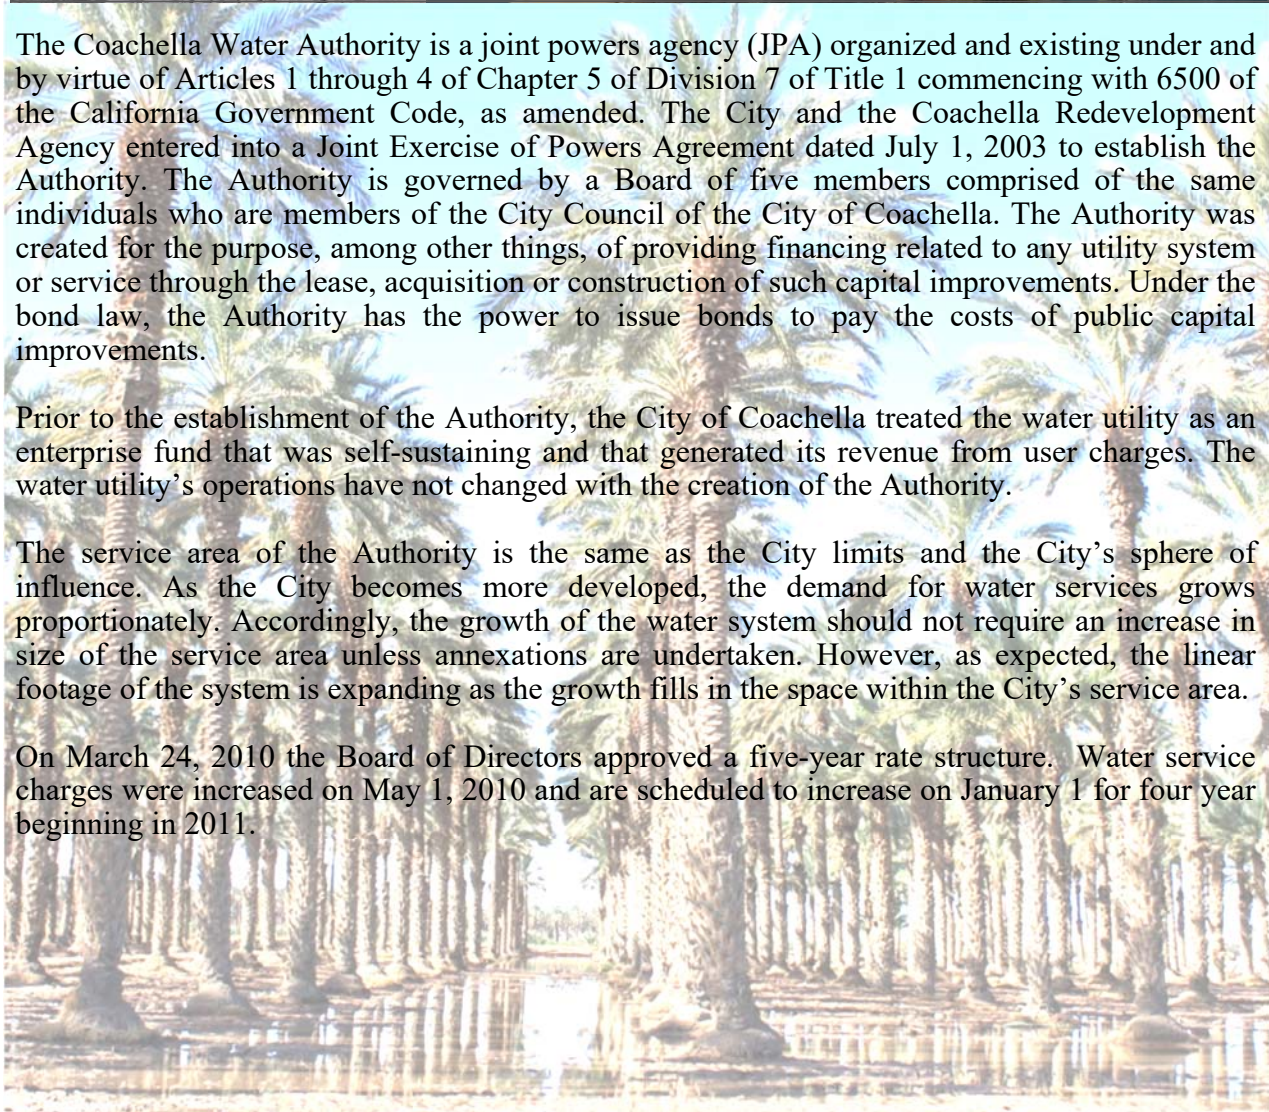 The Coachella Water Authority is a joint powers agency (JPA) organized and existing under and
by virtue of Articles 1 through 4 of Chapter 5 of Division 7 of Title 1 commencing with 6500 of
the California Government Code, as amended. The City and the Coachella Redevelopment
Agency entered into a Joint Exercise of Powers Agreement dated July 1, 2003 to establish the
Authority. The Authority is governed by a Board of five members comprised of the same
individuals who are members of the City Council of the City of Coachella. The Authority was
created for the purpose, among other things, of providing financing related to any utility system
or service through the lease, acquisition or construction of such capital improvements. Under the
bond law, the Authority has the power to issue bonds to pay the costs of public capital
improvements.
Prior to the establishment of the Authority, the City of Coachella treated the water utility as an
enterprise fund that was self-sustaining and that generated its revenue from user charges. The
water utility’s operations have not changed with the creation of the Authority.
The service area of the Authority is the same as the City limits and the City’s sphere of
influence. As the City becomes more developed, the demand for water services grows
proportionately. Accordingly, the growth of the water system should not require an increase in
size of the service area unless annexations are undertaken. However, as expected, the linear
footage of the system is expanding as the growth fills in the space within the City’s service area.
On March 24, 2010 the Board of Directors approved a five-year rate structure. Water service
charges were increased on May 1, 2010 and are scheduled to increase on January 1 for four year
beginning in 2011.